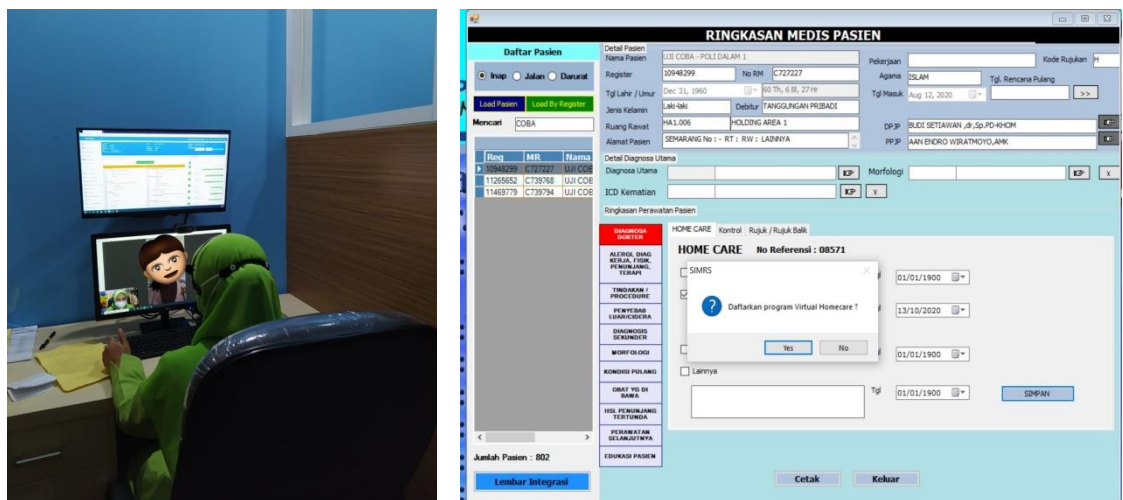 RINGKASAN MEDIS PASIEN
Daftar Pasien
Inap Jalan Darurat
Load Pasien Load By Register
Mencari COBA
Reg MR Nama
10948299 C727227 UJI COB
11265652 C739768 UJI COB
11469779 C739794 UJI COB
Jumlah Pasien : 802
Lembar Integrasi
Detail Pasien
Nama Pasien UJI COBA - POLI DALAM 1
Register 10948299 No RM C727227
Tgl Lahir / Umur Dec 31, 1960 60 Th, 6 Bl, 27 Hr
Jenis Kelamin Laki-laki Debitur TANGGUNGAN PRIBADI
Ruang Rawat HA1.006 HOLDING AREA 1
Alamat Pasien SEMARANG No : - RT : RW : LAINNYA
Pekerjaan Kode Rujukan H
Agama ISLAM Tgl. Rencana Pulang
Tgl Masuk Aug 12, 2020 >>
DPJP BUDI SETIAWAN ,dr,Sp.PD-KHOM
PPJP AAN ENDRO WIRATMOYO,AMK
Detail Diagnosa Utama
Diagnosa Utama Morfologi x
ICD Kematian x
Ringkasan Perawatan Pasien
DIAGNOSA DOKTER
ALERGI, DIAG
KERJA, FISIK,
PENUNJANG,
TERAPI
TINDAKAN /
PROCEDURE
PENYEBAB
LUAR/CIDERA
DIAGNOSIS
SEKUNDER
MORFOLOGI
KONDISI PULANG
OBAT YG DI
BAWA
HSL PENUNJANG
TERTUNDA
PERAWATAN
SELANJUTNYA
EDUKASI PASIEN
HOME CARE Kontrol Rujuk / Rujuk Balik
HOME CARE No Referensi : 08571
SIMRS
Daftarkan program Virtual Homecare ?
Yes No
01/01/1900
13/10/2020
01/01/1900
Lainnya
Tgl 01/01/1900 SIMPAN
Cetak Keluar